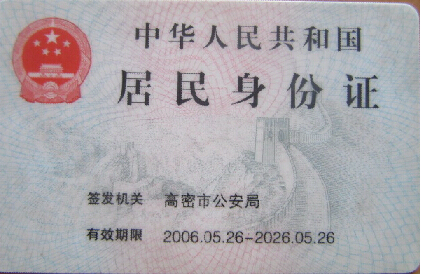 中华人民共和国
居民身份证
签发机关 高密市公安局
有效期限 2006.05.26-2026.05.26